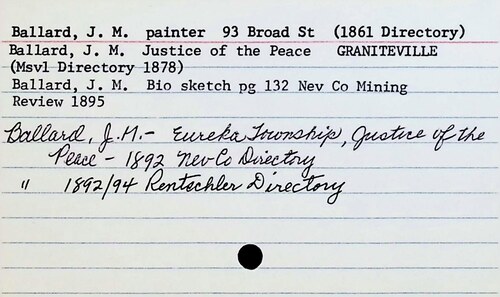 Ballard, J. M. painter 93 Broad St (1861 Directory)
Ballard, J. M. Justice of the Peace GRANITEVILLE
(Msvl Directory 1878)
Ballard, J. M. Bio sketch pg 132 Nev Co Mining
Review 1895
Ballard, J. M. - Eureka Township, Justice of the
Peace - 1892 Nev Co Directory
" 1892/94 Rentschler Directory